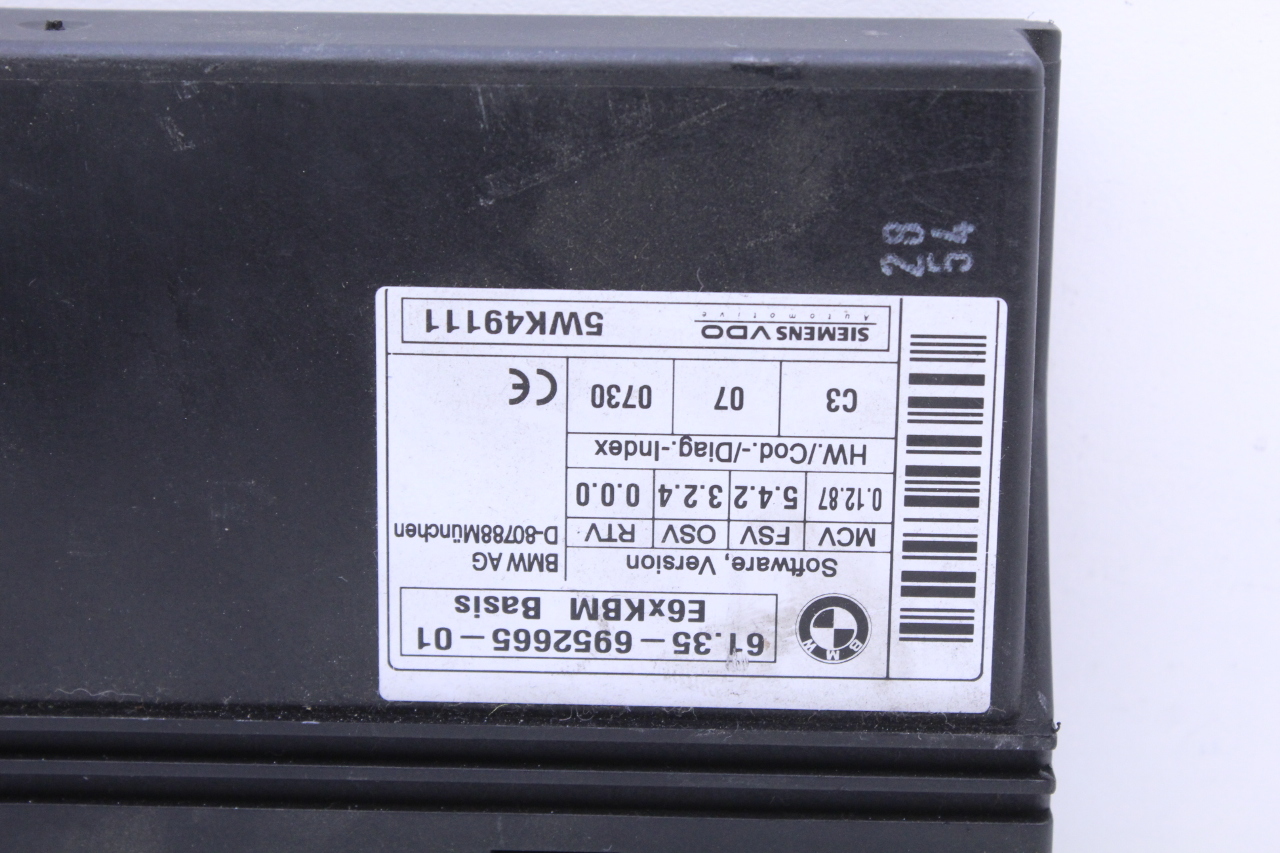 61.35 – 6952665 – 01
E6xKBM Basis
BMW
Software, Version
BMW AG
D-80788München
MCV FSV OSV RTV
0.12.87 5.4.2 3.2.4 0.0.0
HW./Cod.-/Diag.-Index
C3 07 0730
CE
SIEMENS VDO
Automotive
5WK49111
28
54